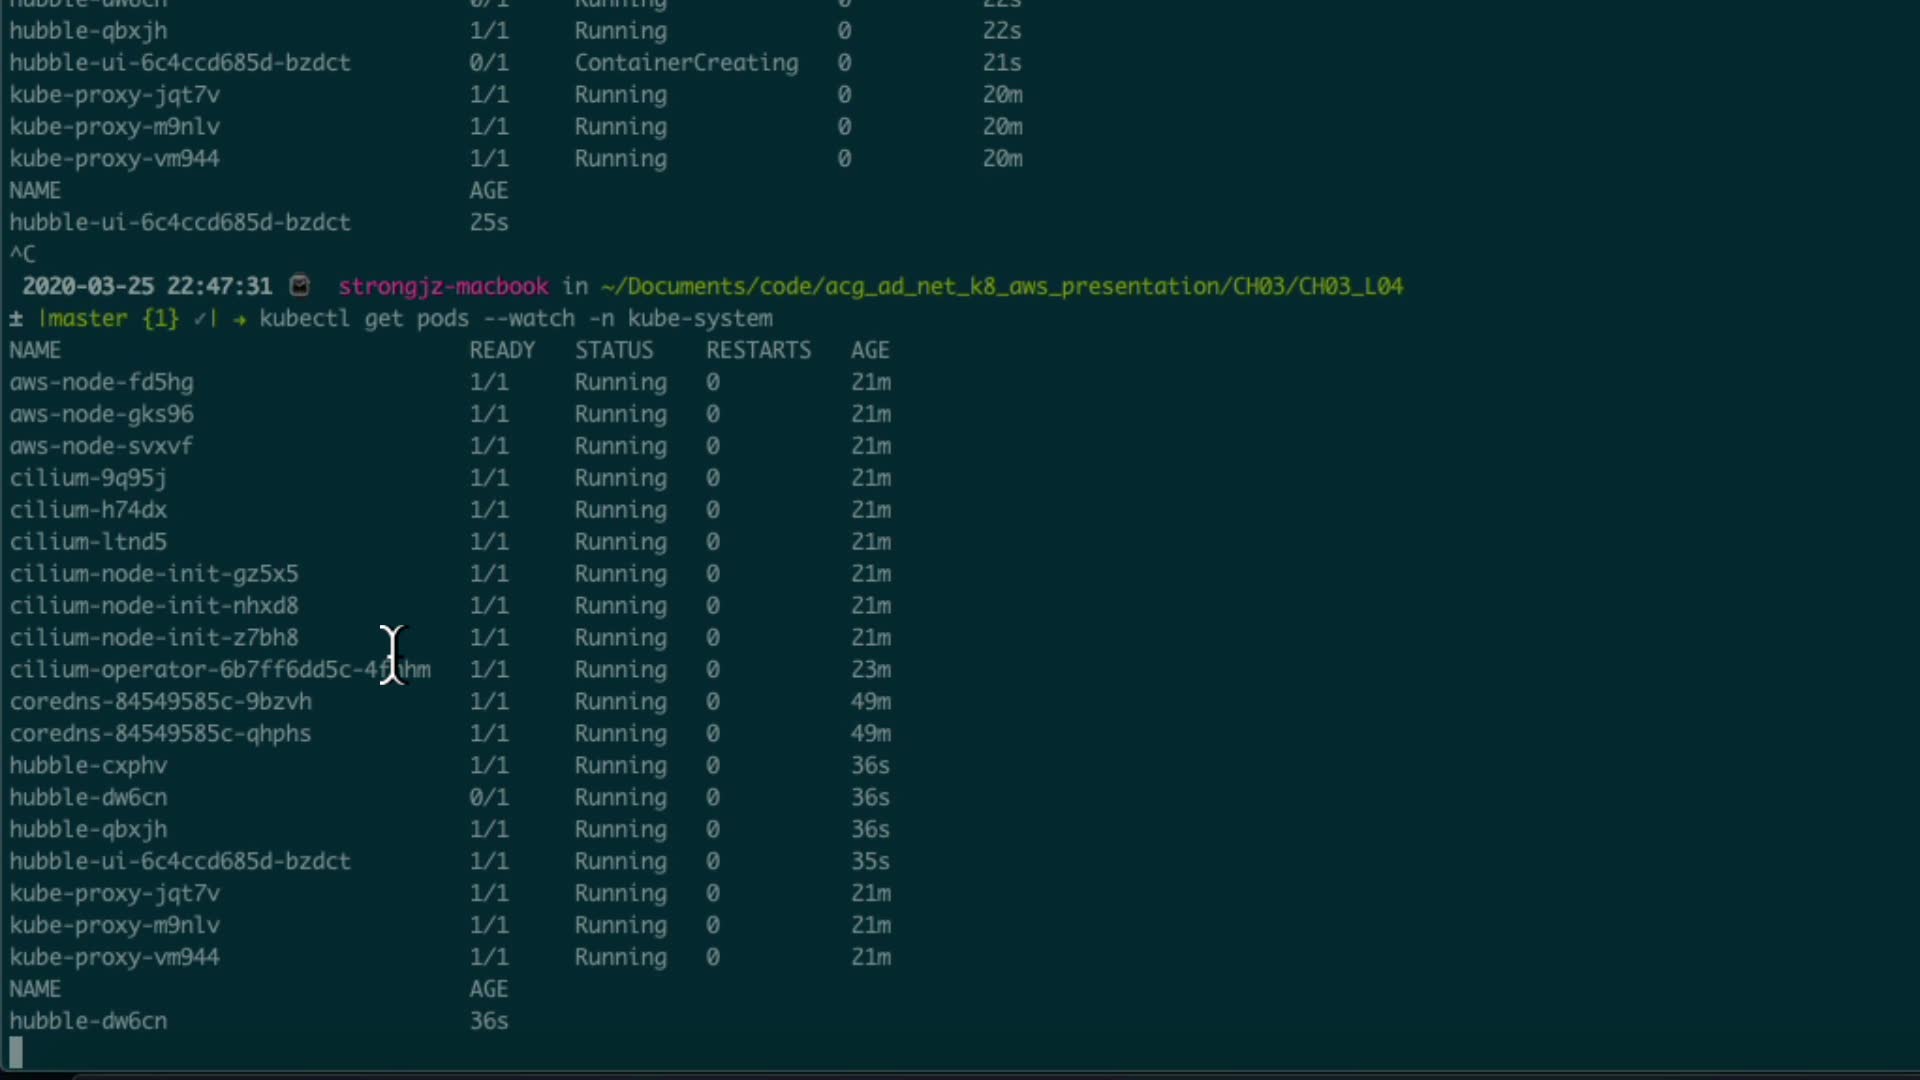 hubble-dw6cn 0/1 Running 0 22s
hubble-qbxjh 1/1 Running 0 22s
hubble-ui-6c4ccd685d-bzdct 0/1 ContainerCreating 0 21s
kube-proxy-jqt7v 1/1 Running 0 20m
kube-proxy-m9nlv 1/1 Running 0 20m
kube-proxy-vm944 1/1 Running 0 20m
NAME AGE
hubble-ui-6c4ccd685d-bzdct 25s
^C
2020-03-25 22:47:31 strongjz-macbook in ~/Documents/code/acg_ad_net_k8_aws_presentation/CH03/CH03_L04
± |master {1} ✓| → kubectl get pods --watch -n kube-system
NAME READY STATUS RESTARTS AGE
aws-node-fd5hg 1/1 Running 0 21m
aws-node-gks96 1/1 Running 0 21m
aws-node-svxvf 1/1 Running 0 21m
cilium-9q95j 1/1 Running 0 21m
cilium-h74dx 1/1 Running 0 21m
cilium-ltnd5 1/1 Running 0 21m
cilium-node-init-gz5x5 1/1 Running 0 21m
cilium-node-init-nhxd8 1/1 Running 0 21m
cilium-node-init-z7bh8 1/1 Running 0 21m
1/1 Running 0 23m
coredns-84549585c-9bzvh 1/1 Running 0 49m
coredns-84549585c-qhphs 1/1 Running 0 49m
hubble-cxphv 1/1 Running 0 36s
hubble-dw6cn 0/1 Running 0 36s
hubble-qbxjh 1/1 Running 0 36s
hubble-ui-6c4ccd685d-bzdct 1/1 Running 0 35s
kube-proxy-jqt7v 1/1 Running 0 21m
kube-proxy-m9nlv 1/1 Running 0 21m
kube-proxy-vm944 1/1 Running 0 21m
NAME AGE
hubble-dw6cn 36s